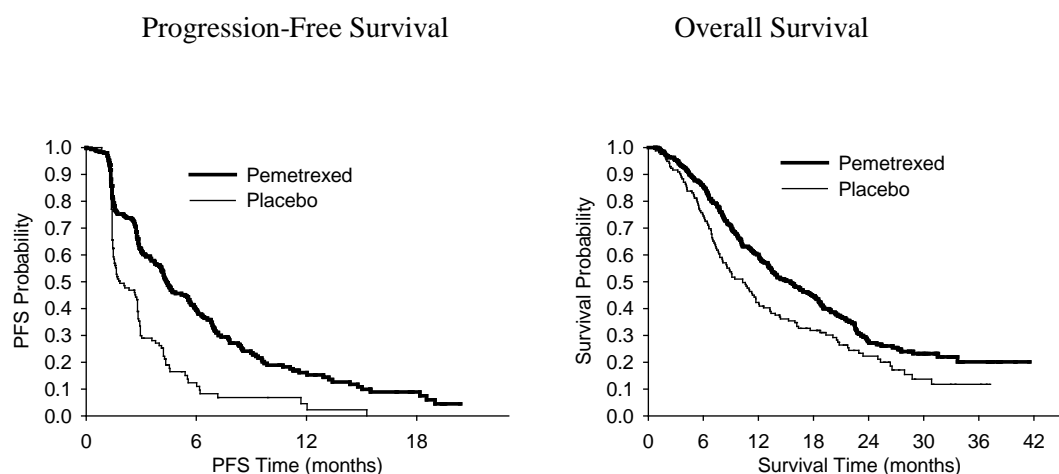 Progression-Free Survival
Overall Survival
1.0
0.9
0.8
0.7
0.6
0.5
0.4
0.3
0.2
0.1
0.0
PFS Probability
Pemetrexed
Placebo
0 6 12 18
PFS Time (months)
1.0
0.9
0.8
0.7
0.6
0.5
0.4
0.3
0.2
0.1
0.0
Survival Probability
Pemetrexed
Placebo
0 6 12 18 24 30 36 42
Survival Time (months)